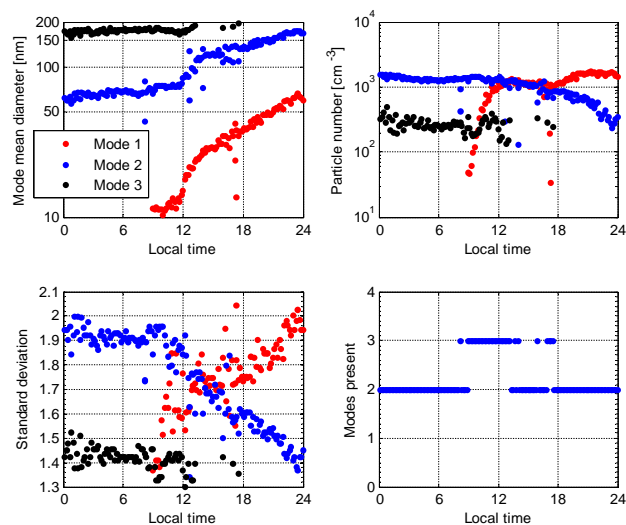 200
150
100
50
10
Mode mean diameter [nm]
Mode 1
Mode 2
Mode 3
0 6 12 18 24
Local time
10^4
10^3
10^2
10^1
Particle number [cm^-3]
0 6 12 18 24
Local time
2.1
2
1.9
1.8
1.7
1.6
1.5
1.4
1.3
Standard deviation
0 6 12 18 24
Local time
4
3
2
1
0
Modes present
0 6 12 18 24
Local time